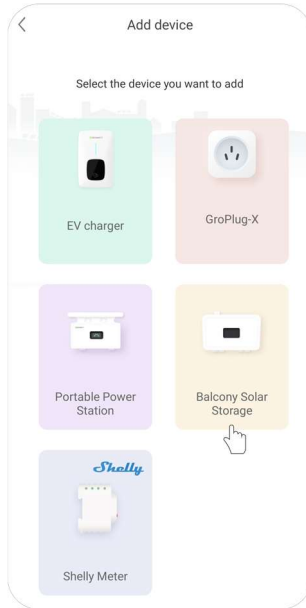 Add device
Select the device you want to add
EV charger
GroPlug-X
Portable Power
Station
Balcony Solar
Storage
Shelly
Shelly Meter